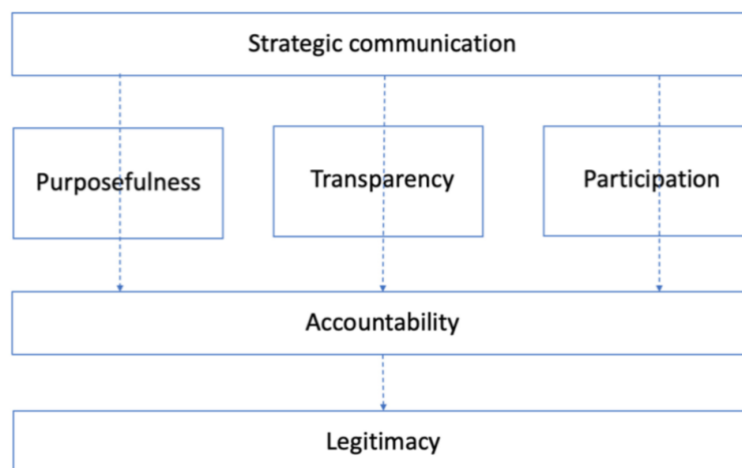 Strategic communication
Purposefulness
Transparency
Participation
Accountability
Legitimacy